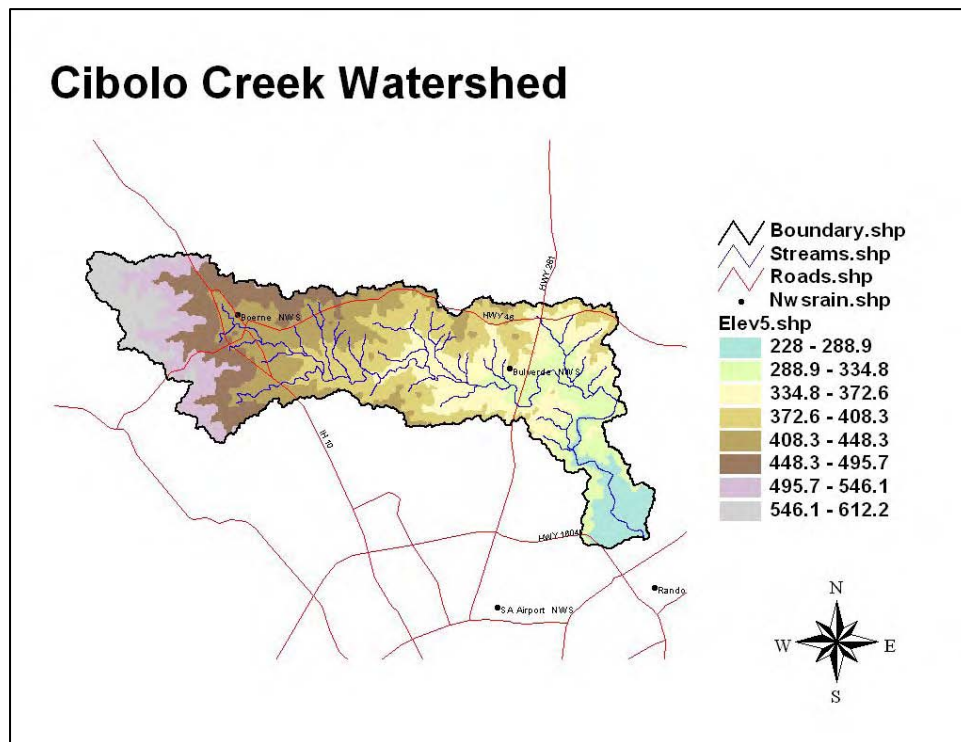 Cibolo Creek Watershed
HWY 281
Boundary.shp
Streams.shp
Roads.shp
Nwsrain.shp
Boerne NWS
HWY 46
Elev5.shp
228 - 288.9
288.9 - 334.8
334.8 - 372.6
372.6 - 408.3
408.3 - 448.3
448.3 - 495.7
495.7 - 546.1
546.1 - 612.2
Bulverde NWS
IH 10
HWY 1604
Rando
SA Airport NWS
N
W
E
S